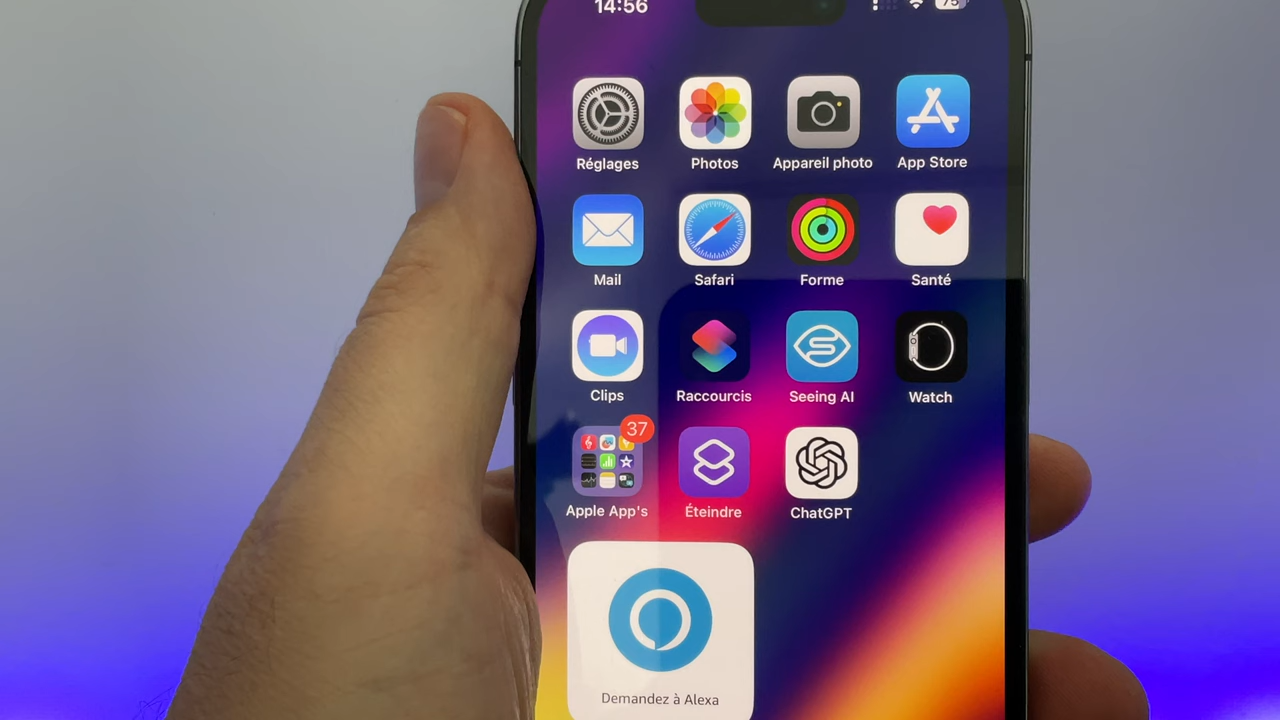 14:56
75
Réglages
Photos
Appareil photo
App Store
Mail
Safari
Forme
Santé
Clips
Raccourcis
Seeing AI
Watch
37
Apple App's
Éteindre
ChatGPT
Demandez à Alexa